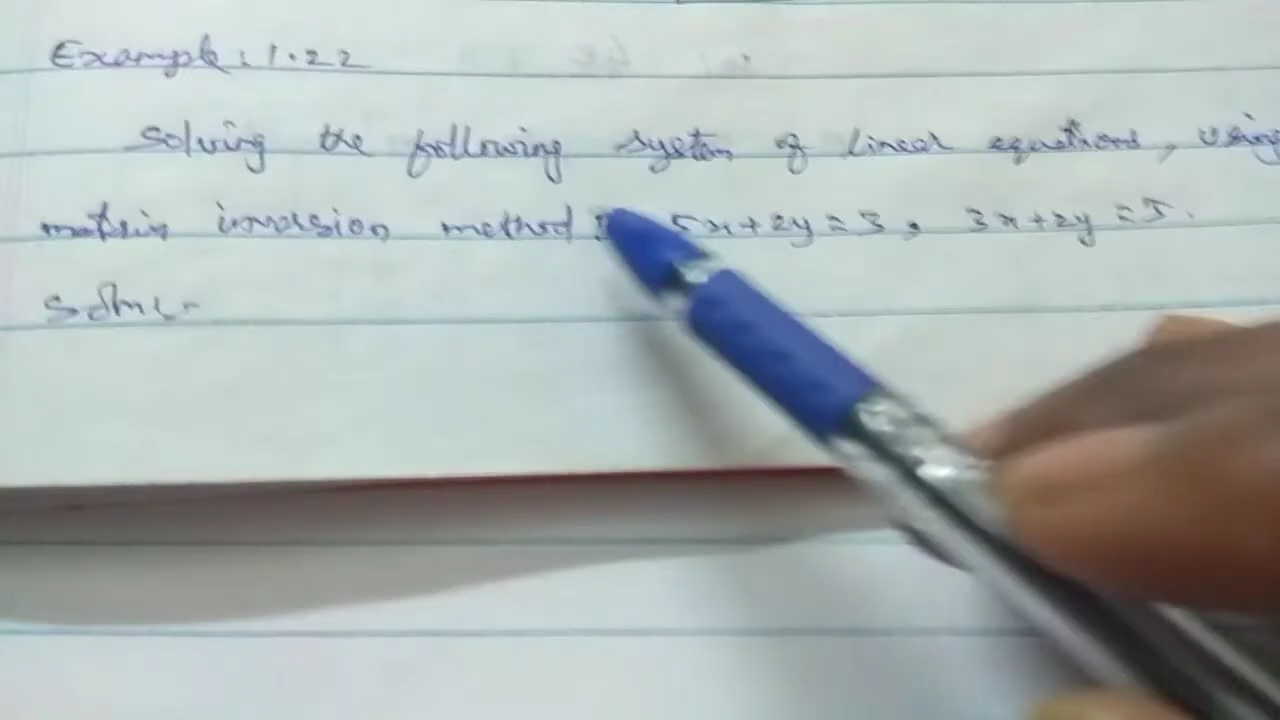 Example: 1.22
Solving the following system of linear equations, using
matrix inversion method: 5x+2y=3, 3x+2y=5.
Soln:-